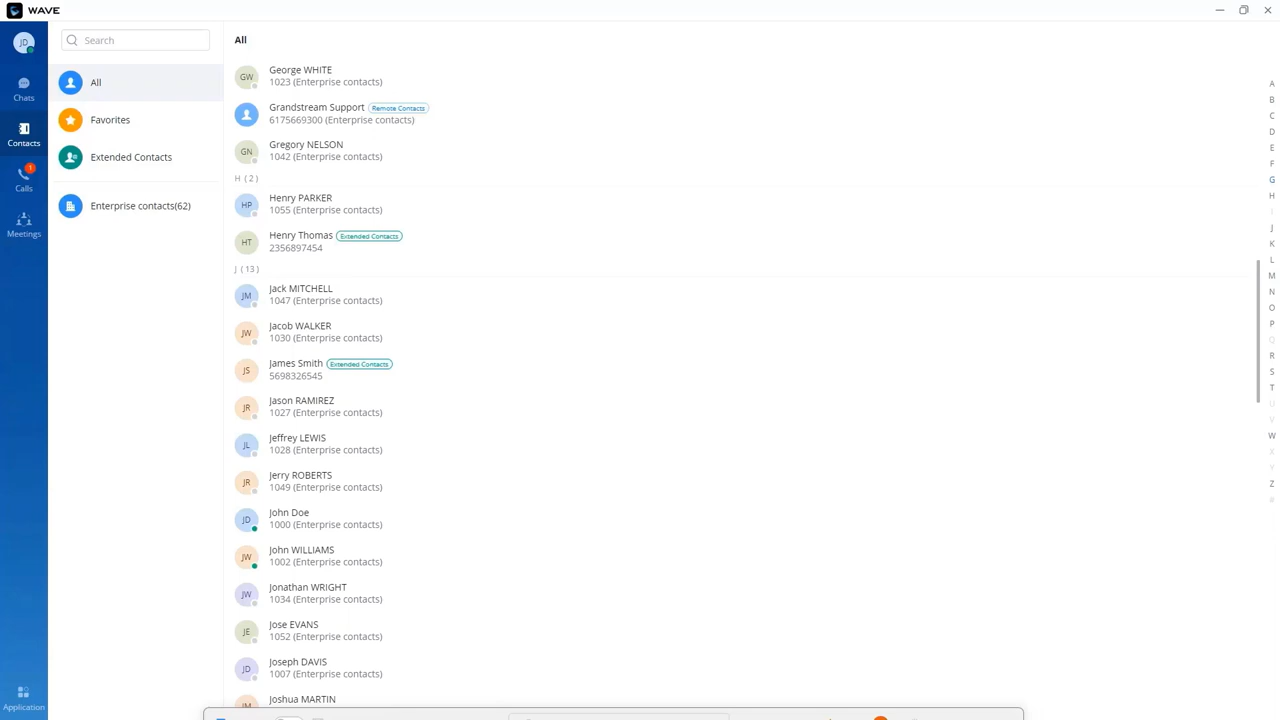 WAVE
JD
Search
All
Chats
Contacts
1
Calls
Meetings
Application
All
Favorites
Extended Contacts
Enterprise contacts(62)
GW
George WHITE
1023 (Enterprise contacts)
Grandstream Support Remote Contacts
6175669300 (Enterprise contacts)
GN
Gregory NELSON
1042 (Enterprise contacts)
H ( 2 )
HP
Henry PARKER
1055 (Enterprise contacts)
HT
Henry Thomas Extended Contacts
2356897454
J ( 13 )
JM
Jack MITCHELL
1047 (Enterprise contacts)
JW
Jacob WALKER
1030 (Enterprise contacts)
JS
James Smith Extended Contacts
5698326545
JR
Jason RAMIREZ
1027 (Enterprise contacts)
JL
Jeffrey LEWIS
1028 (Enterprise contacts)
JR
Jerry ROBERTS
1049 (Enterprise contacts)
JD
John Doe
1000 (Enterprise contacts)
JW
John WILLIAMS
1002 (Enterprise contacts)
JW
Jonathan WRIGHT
1034 (Enterprise contacts)
JE
Jose EVANS
1052 (Enterprise contacts)
JD
Joseph DAVIS
1007 (Enterprise contacts)
JM
Joshua MARTIN
A
B
C
D
E
F
G
H
I
J
K
L
M
N
O
P
Q
R
S
T
U
V
W
X
Y
Z
#